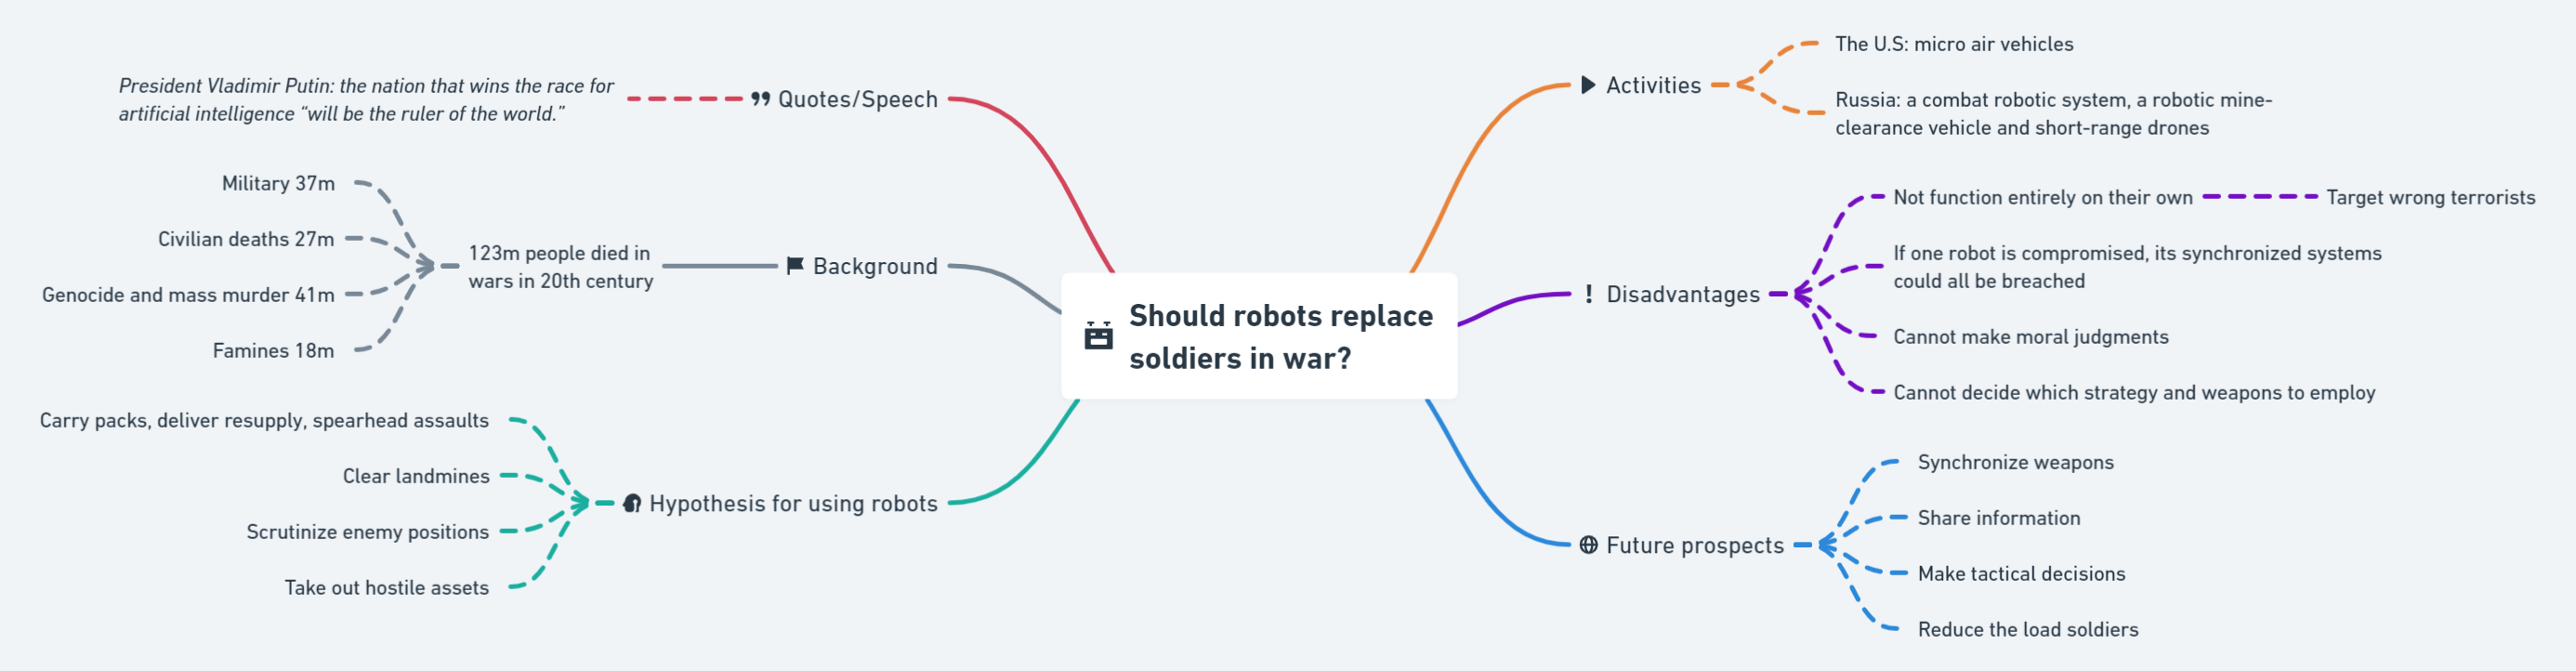 Should robots replace
soldiers in war?
Quotes/Speech
President Vladimir Putin: the nation that wins the race for
artificial intelligence “will be the ruler of the world.”
Background
123m people died in
wars in 20th century
Military 37m
Civilian deaths 27m
Genocide and mass murder 41m
Famines 18m
Hypothesis for using robots
Carry packs, deliver resupply, spearhead assaults
Clear landmines
Scrutinize enemy positions
Take out hostile assets
Activities
The U.S: micro air vehicles
Russia: a combat robotic system, a robotic mine-
clearance vehicle and short-range drones
Disadvantages
Not function entirely on their own
Target wrong terrorists
If one robot is compromised, its synchronized systems
could all be breached
Cannot make moral judgments
Cannot decide which strategy and weapons to employ
Future prospects
Synchronize weapons
Share information
Make tactical decisions
Reduce the load soldiers